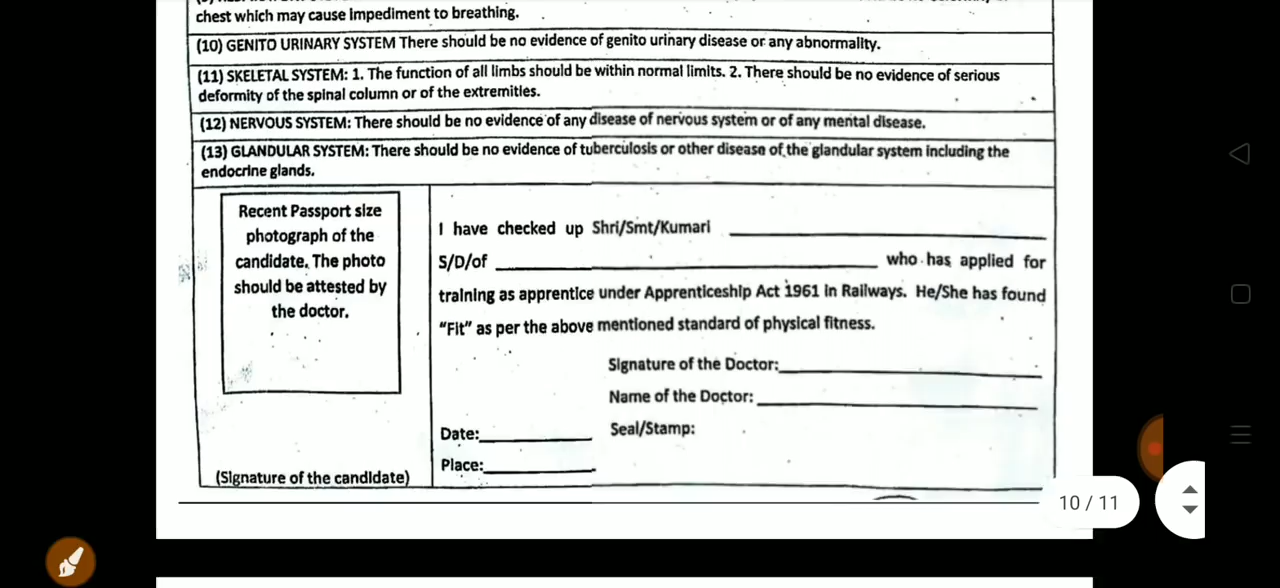 chest which may cause impediment to breathing.
(10) GENITO URINARY SYSTEM There should be no evidence of genito urinary disease or any abnormality.
(11) SKELETAL SYSTEM: 1. The function of all limbs should be within normal limits. 2. There should be no evidence of serious
deformity of the spinal column or of the extremities.
(12) NERVOUS SYSTEM: There should be no evidence of any disease of nervous system or of any mental disease.
(13) GLANDULAR SYSTEM: There should be no evidence of tuberculosis or other disease of the glandular system including the
endocrine glands.
Recent Passport size
photograph of the
candidate. The photo
should be attested by
the doctor.
(Signature of the candidate)
I have checked up Shri/Smt/Kumari
S/D/of who has applied for
training as apprentice under Apprenticeship Act 1961 in Railways. He/She has found
"Fit" as per the above mentioned standard of physical fitness.
Signature of the Doctor:
Name of the Doctor:
Date: Seal/Stamp:
Place:
10 / 11